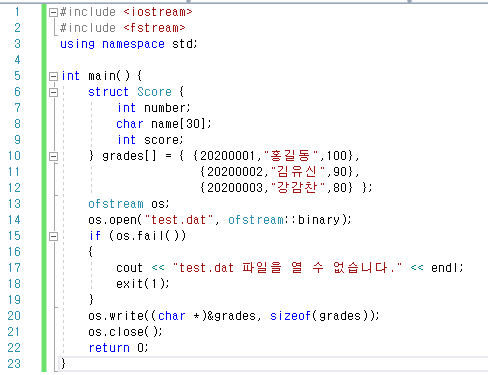 1 #include <iostream>
2 #include <fstream>
3 using namespace std;
4
5 int main() {
6 struct Score {
7 int number;
8 char name[30];
9 int score;
10 } grades[] = { {20200001,"홍길동",100},
11 {20200002,"김유신",90},
12 {20200003,"강감찬",80} };
13 ofstream os;
14 os.open("test.dat", ofstream::binary);
15 if (os.fail())
16 {
17 cout << "test.dat 파일을 열 수 없습니다." << endl;
18 exit(1);
19 }
20 os.write((char *)&grades, sizeof(grades));
21 os.close();
22 return 0;
23 }